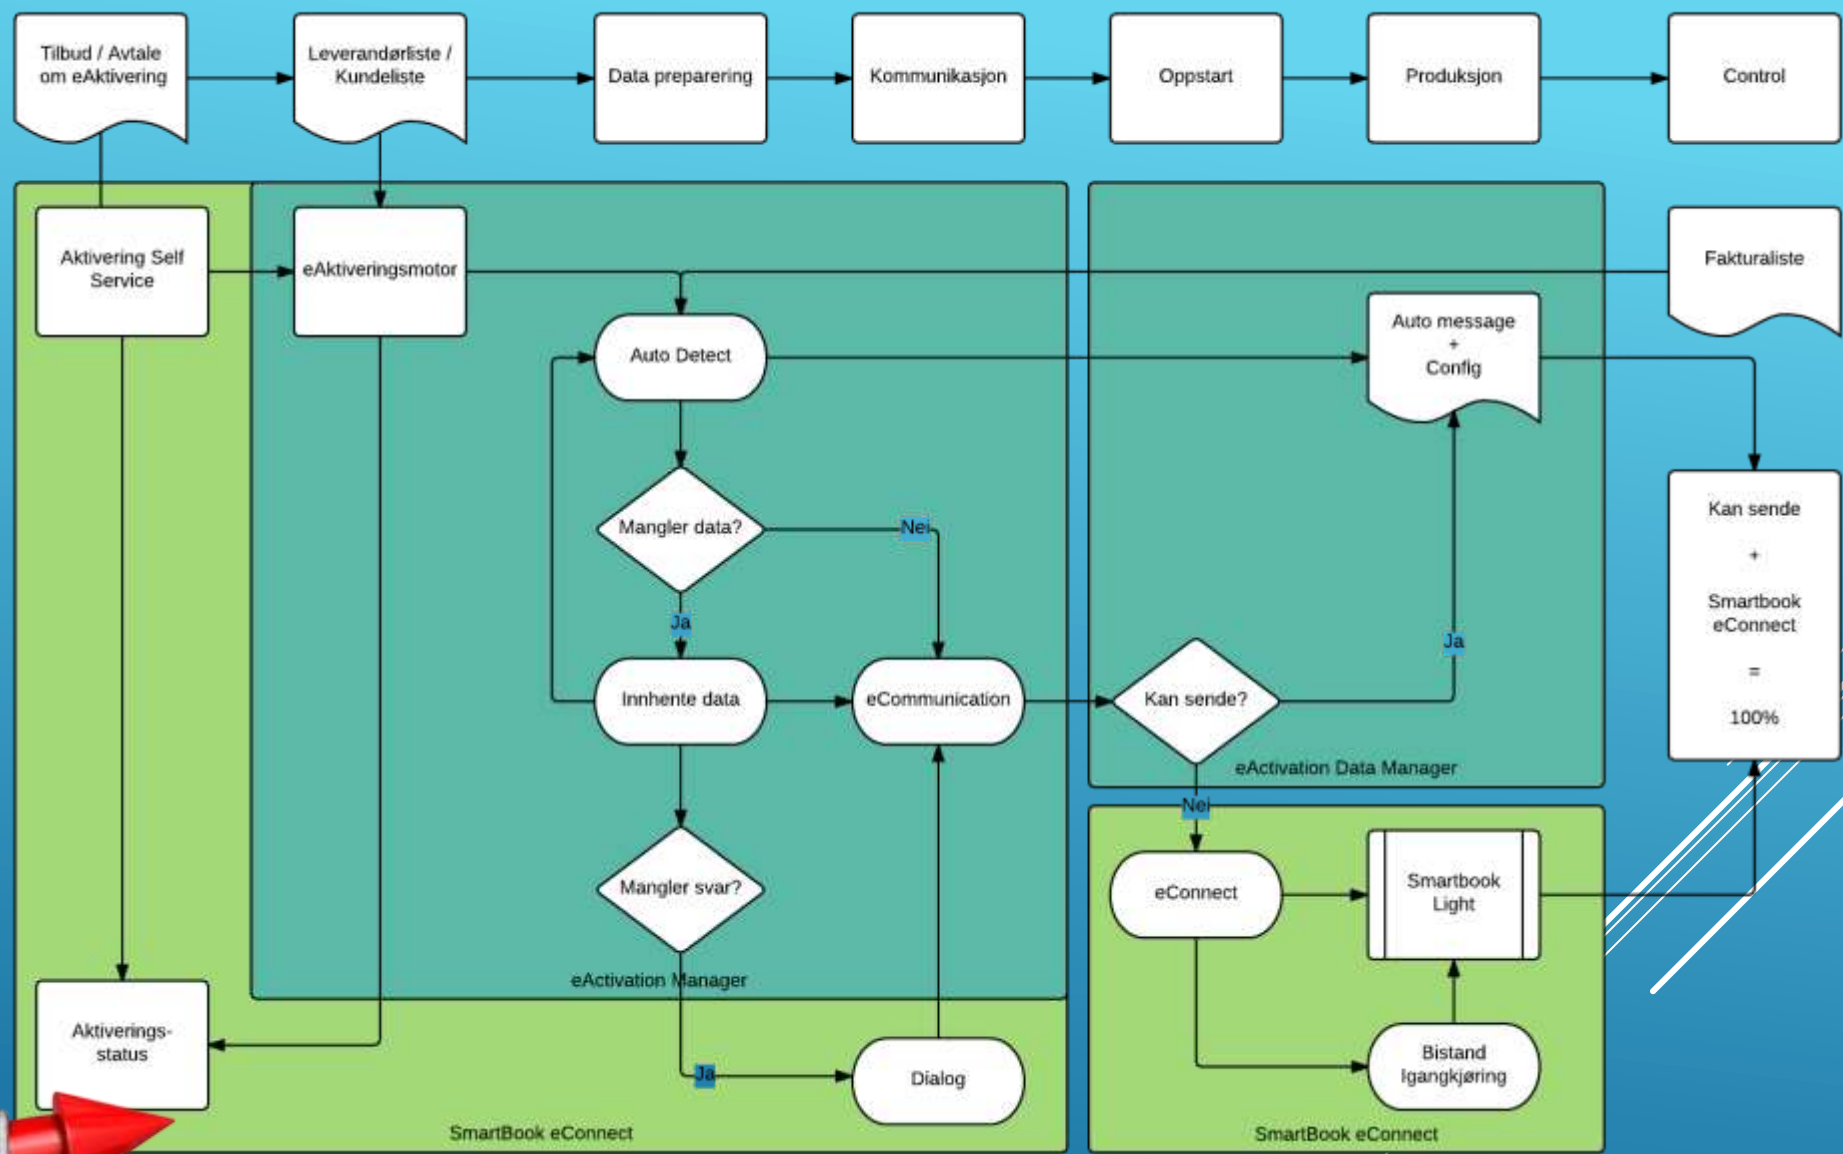 Tilbud / Avtale
om eAktivering
Leverandørliste /
Kundeliste
Data preparering
Kommunikasjon
Oppstart
Produksjon
Control
Aktivering Self
Service
eAktiveringsmotor
Fakturaliste
Auto Detect
Auto message
+
Config
Mangler data?
Nei
Ja
Innhente data
eCommunication
Kan sende?
Ja
Kan sende
+
Smartbook
eConnect
=
100%
eActivation Data Manager
Nei
Mangler svar?
eConnect
Smartbook
Light
eActivation Manager
Aktiverings-
status
Ja
Dialog
Bistand
Igangkjøring
SmartBook eConnect
SmartBook eConnect